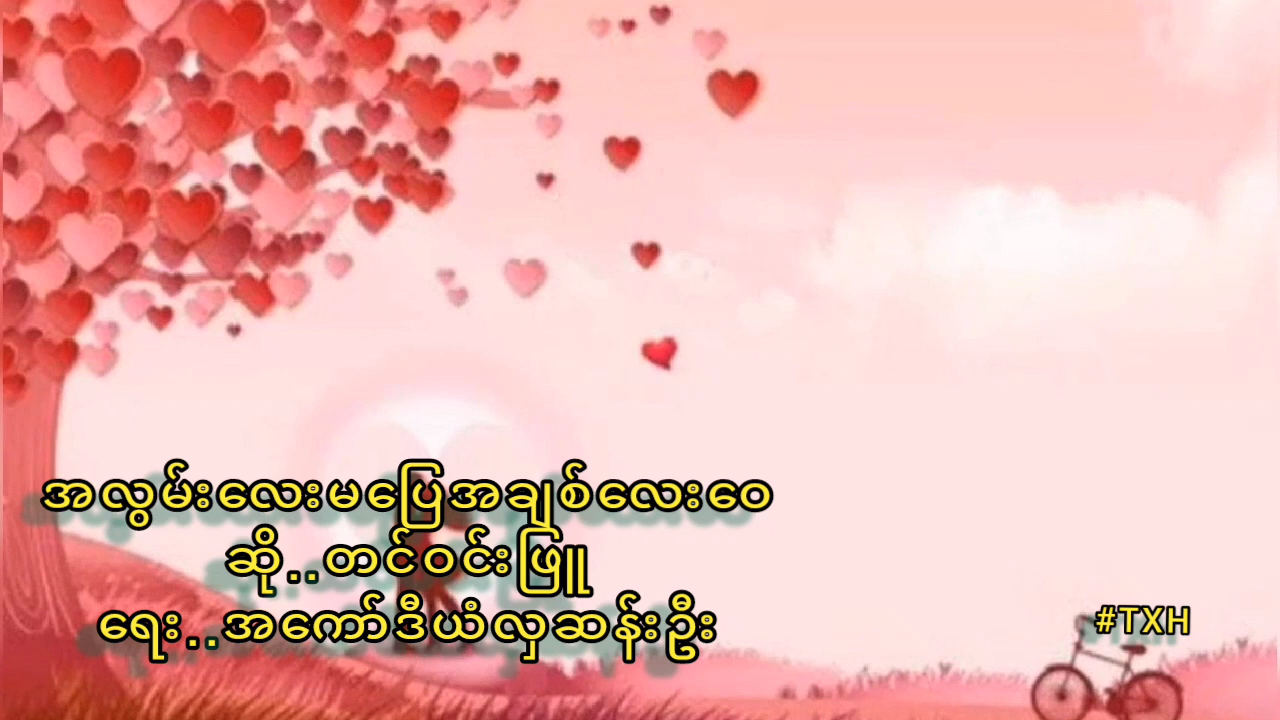 အလွမ်းလေးမပြေအချစ်လေးဝေ
ဆို..တင်ဝင်းဖြူ
ရေး..အကော်ဒီယံလှဆန်းဦး
#TXH